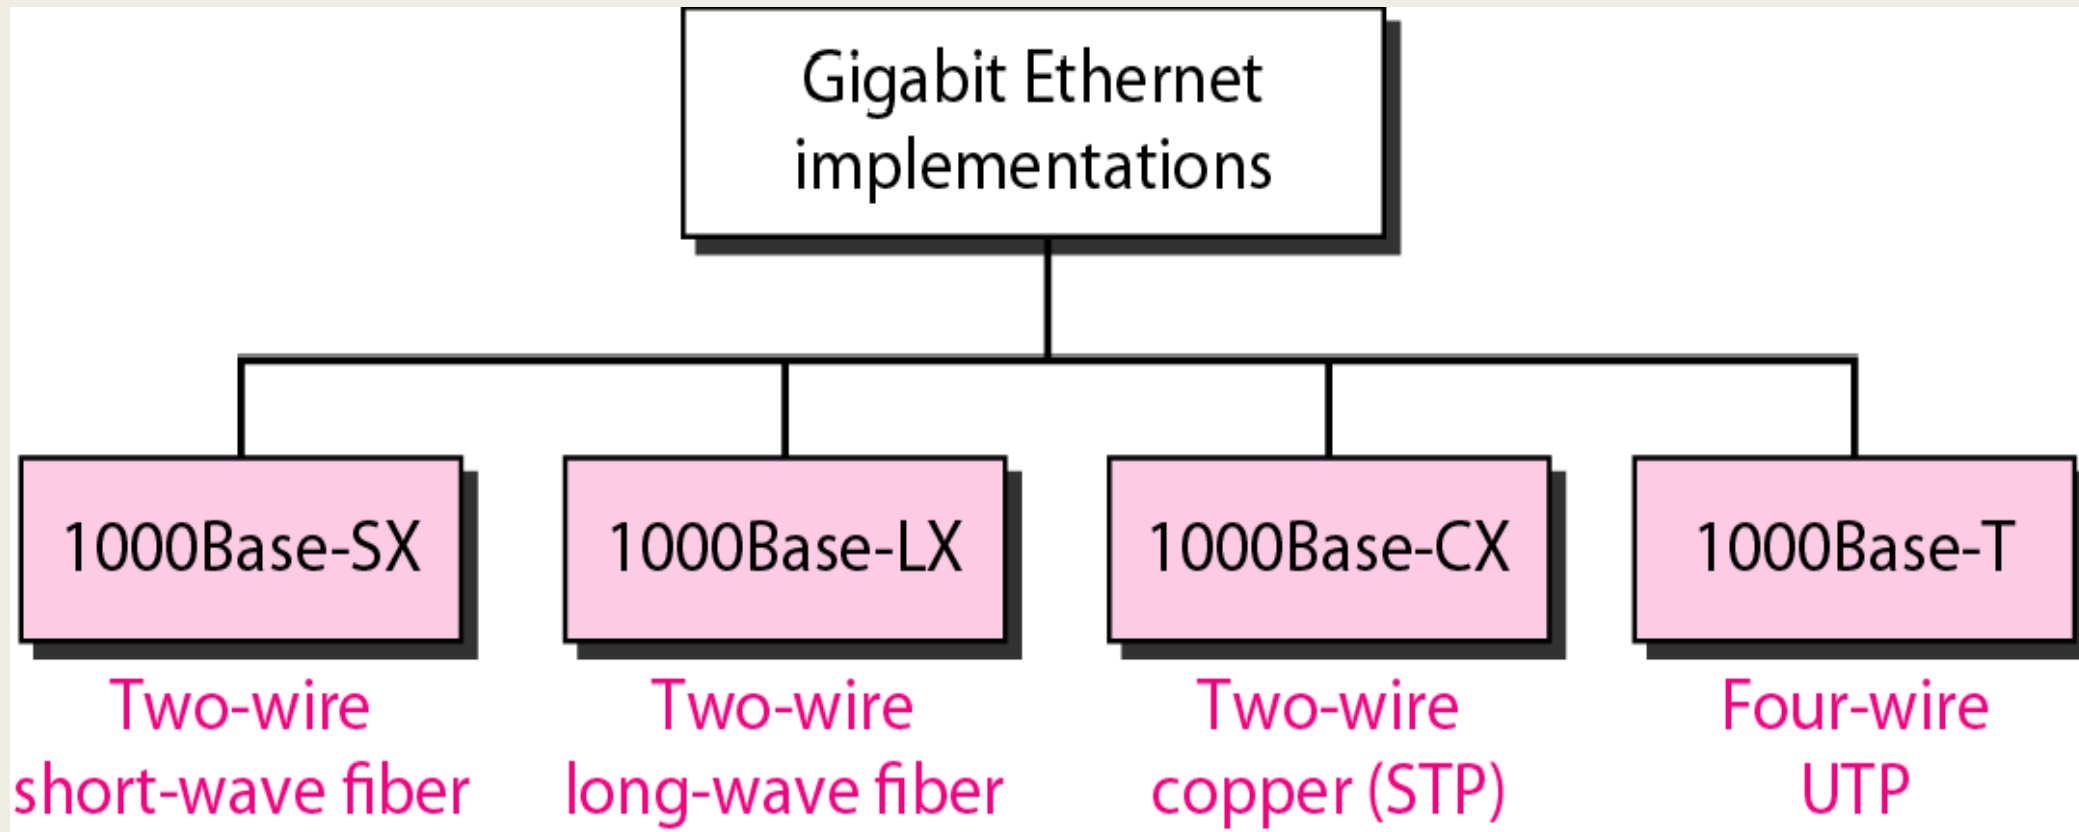 Gigabit Ethernet
implementations
1000Base-SX
Two-wire
short-wave fiber
1000Base-LX
Two-wire
long-wave fiber
1000Base-CX
Two-wire
copper (STP)
1000Base-T
Four-wire
UTP